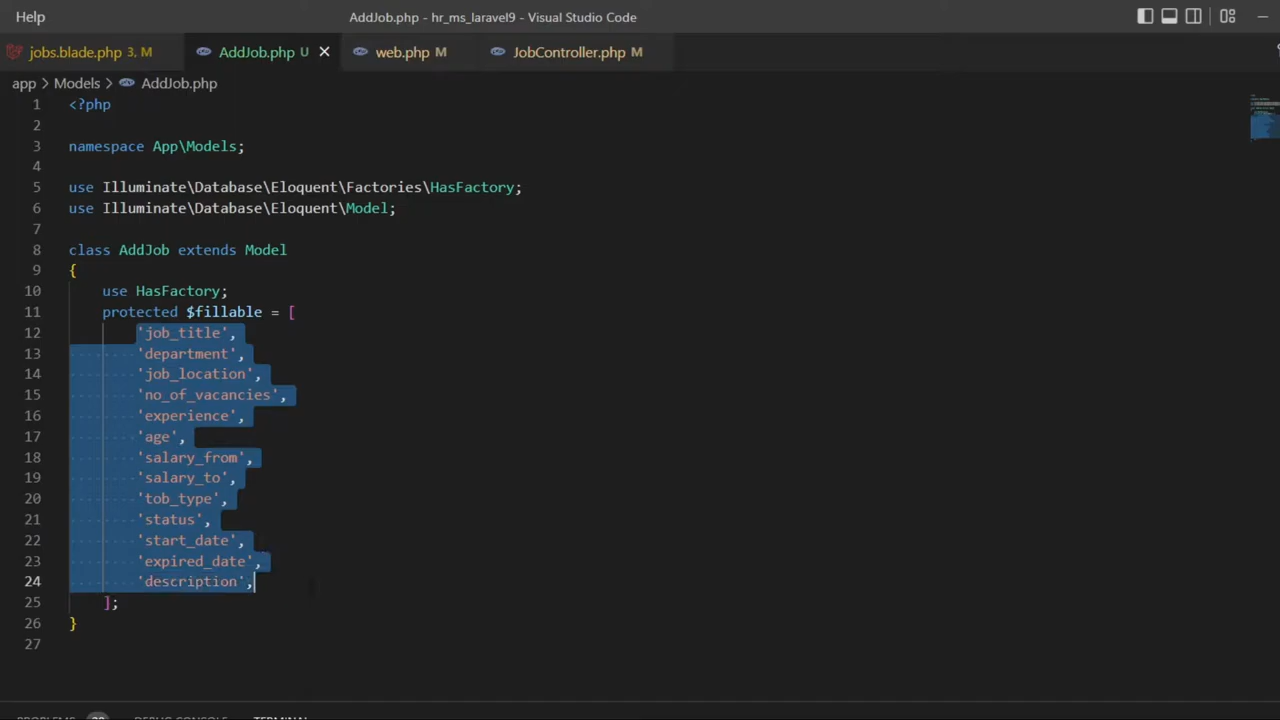 Help
AddJob.php - hr_ms_laravel9 - Visual Studio Code
jobs.blade.php 3, M
AddJob.php U
web.php M
JobController.php M
app > Models > AddJob.php
1 <?php
2
3 namespace App\Models;
4
5 use Illuminate\Database\Eloquent\Factories\HasFactory;
6 use Illuminate\Database\Eloquent\Model;
7
8 class AddJob extends Model
9 {
10 use HasFactory;
11 protected $fillable = [
12 'job_title',
13 'department',
14 'job_location',
15 'no_of_vacancies',
16 'experience',
17 'age',
18 'salary_from',
19 'salary_to',
20 'tob_type',
21 'status',
22 'start_date',
23 'expired_date',
24 'description',
25 ];
26 }
27
PROBLEMS
DEBUG CONSOLE
TERMINAL